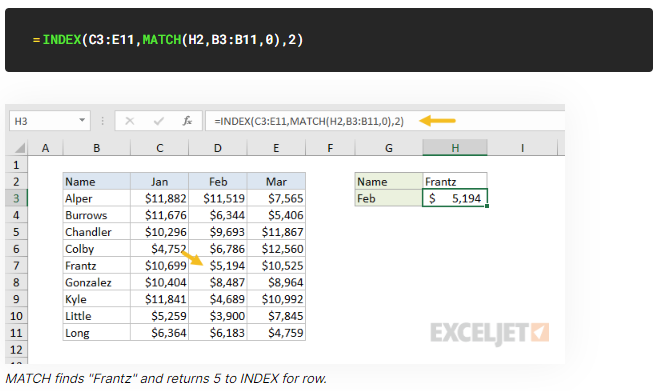 =INDEX(C3:E11,MATCH(H2,B3:B11,0),2)
H3 fx =INDEX(C3:E11,MATCH(H2,B3:B11,0),2)
A B C D E F G H I
1
2 Name Jan Feb Mar Name Frantz
3 Alper $11,882 $11,519 $7,565 Feb $ 5,194
4 Burrows $11,676 $6,344 $5,406
5 Chandler $10,296 $9,693 $11,867
6 Colby $4,752 $6,786 $12,560
7 Frantz $10,699 $5,194 $10,525
8 Gonzalez $10,404 $8,487 $8,964
9 Kyle $11,841 $4,689 $10,992
10 Little $5,259 $3,900 $7,845
11 Long $6,364 $6,183 $4,759
12
EXCELJET
MATCH finds "Frantz" and returns 5 to INDEX for row.